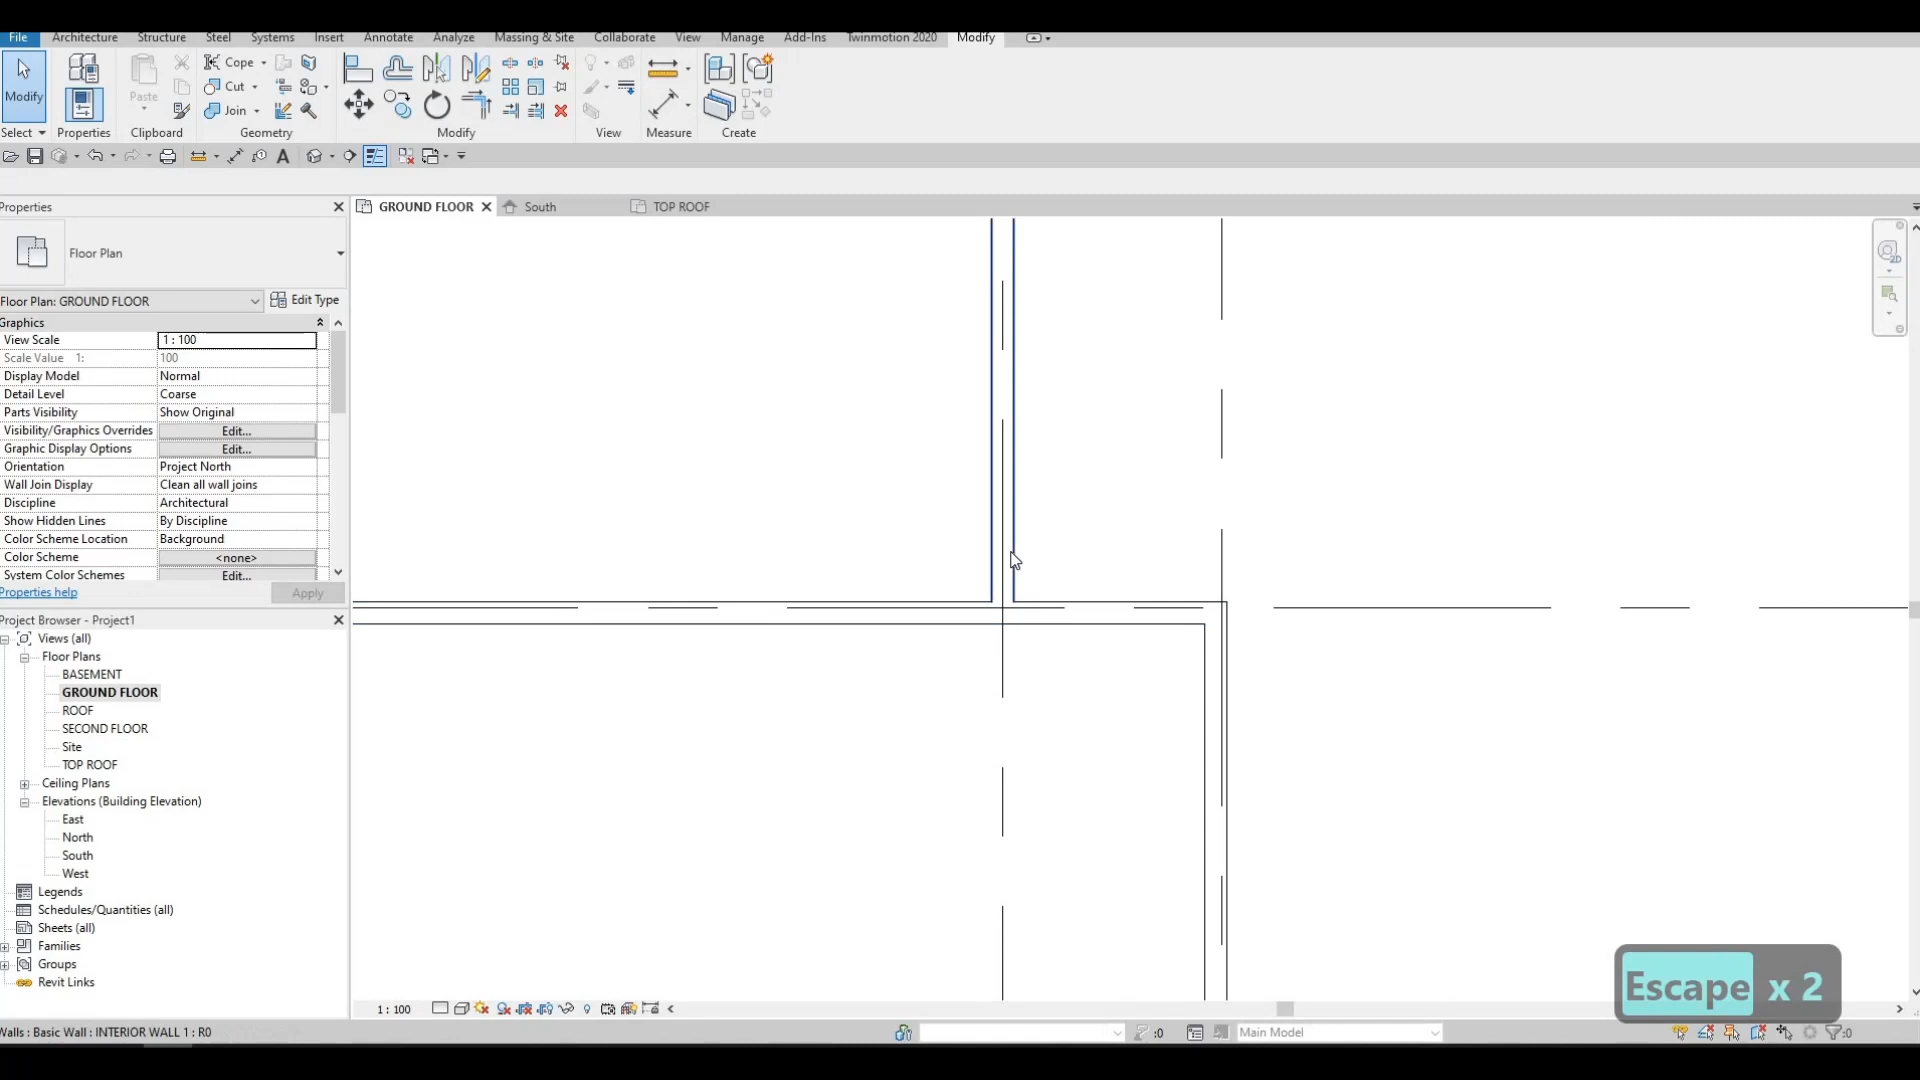 File Architecture Structure Steel Systems Insert Annotate Analyze Massing & Site Collaborate View Manage Add-Ins Twinmotion 2020 Modify
Cope
Modify
Paste
Cut
Join
Select Properties Clipboard Geometry Modify View Measure Create
A
Properties
GROUND FLOOR
South
TOP ROOF
Floor Plan
2D
Floor Plan: GROUND FLOOR
Edit Type
Graphics
View Scale 1 : 100
Scale Value 1: 100
Display Model Normal
Detail Level Coarse
Parts Visibility Show Original
Visibility/Graphics Overrides Edit...
Graphic Display Options Edit...
Orientation Project North
Wall Join Display Clean all wall joins
Discipline Architectural
Show Hidden Lines By Discipline
Color Scheme Location Background
Color Scheme <none>
System Color Schemes Edit...
Properties help Apply
Project Browser - Project1
Views (all)
Floor Plans
BASEMENT
GROUND FLOOR
ROOF
SECOND FLOOR
Site
TOP ROOF
Ceiling Plans
Elevations (Building Elevation)
East
North
South
West
Legends
Schedules/Quantities (all)
Sheets (all)
Families
Groups
Revit Links
Escape x 2
1 : 100
Walls : Basic Wall : INTERIOR WALL 1 : R0
:0
Main Model
:0